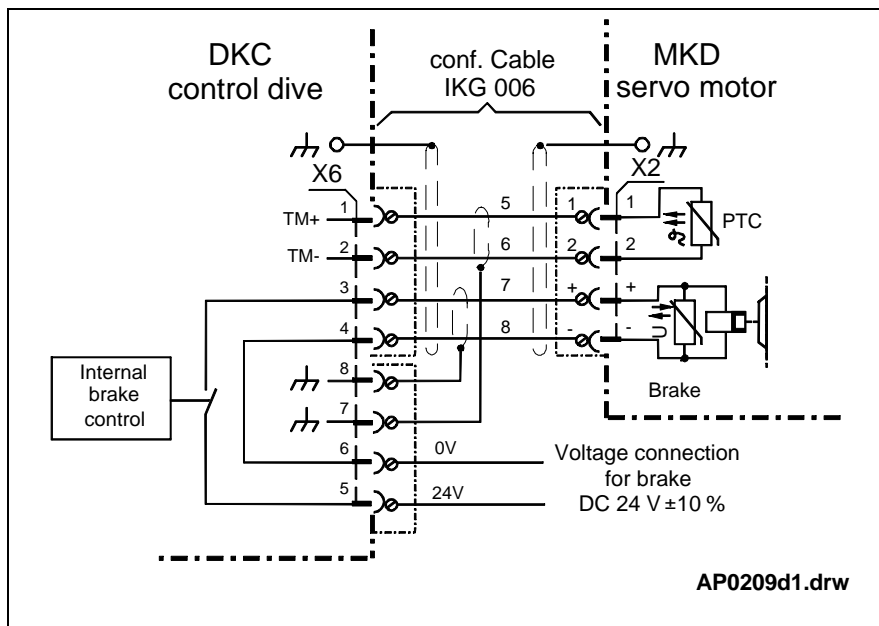 DKC
control dive
conf. Cable
IKG 006
MKD
servo motor
X6
X2
TM+ 1 5 1 1
PTC
TM- 2 6 2 2
ϑ
3 7 + +
U
4 8 - -
Brake
Internal
brake
control
8
7
6 0V
5 24V
Voltage connection
for brake
DC 24 V ±10 %
AP0209d1.drw